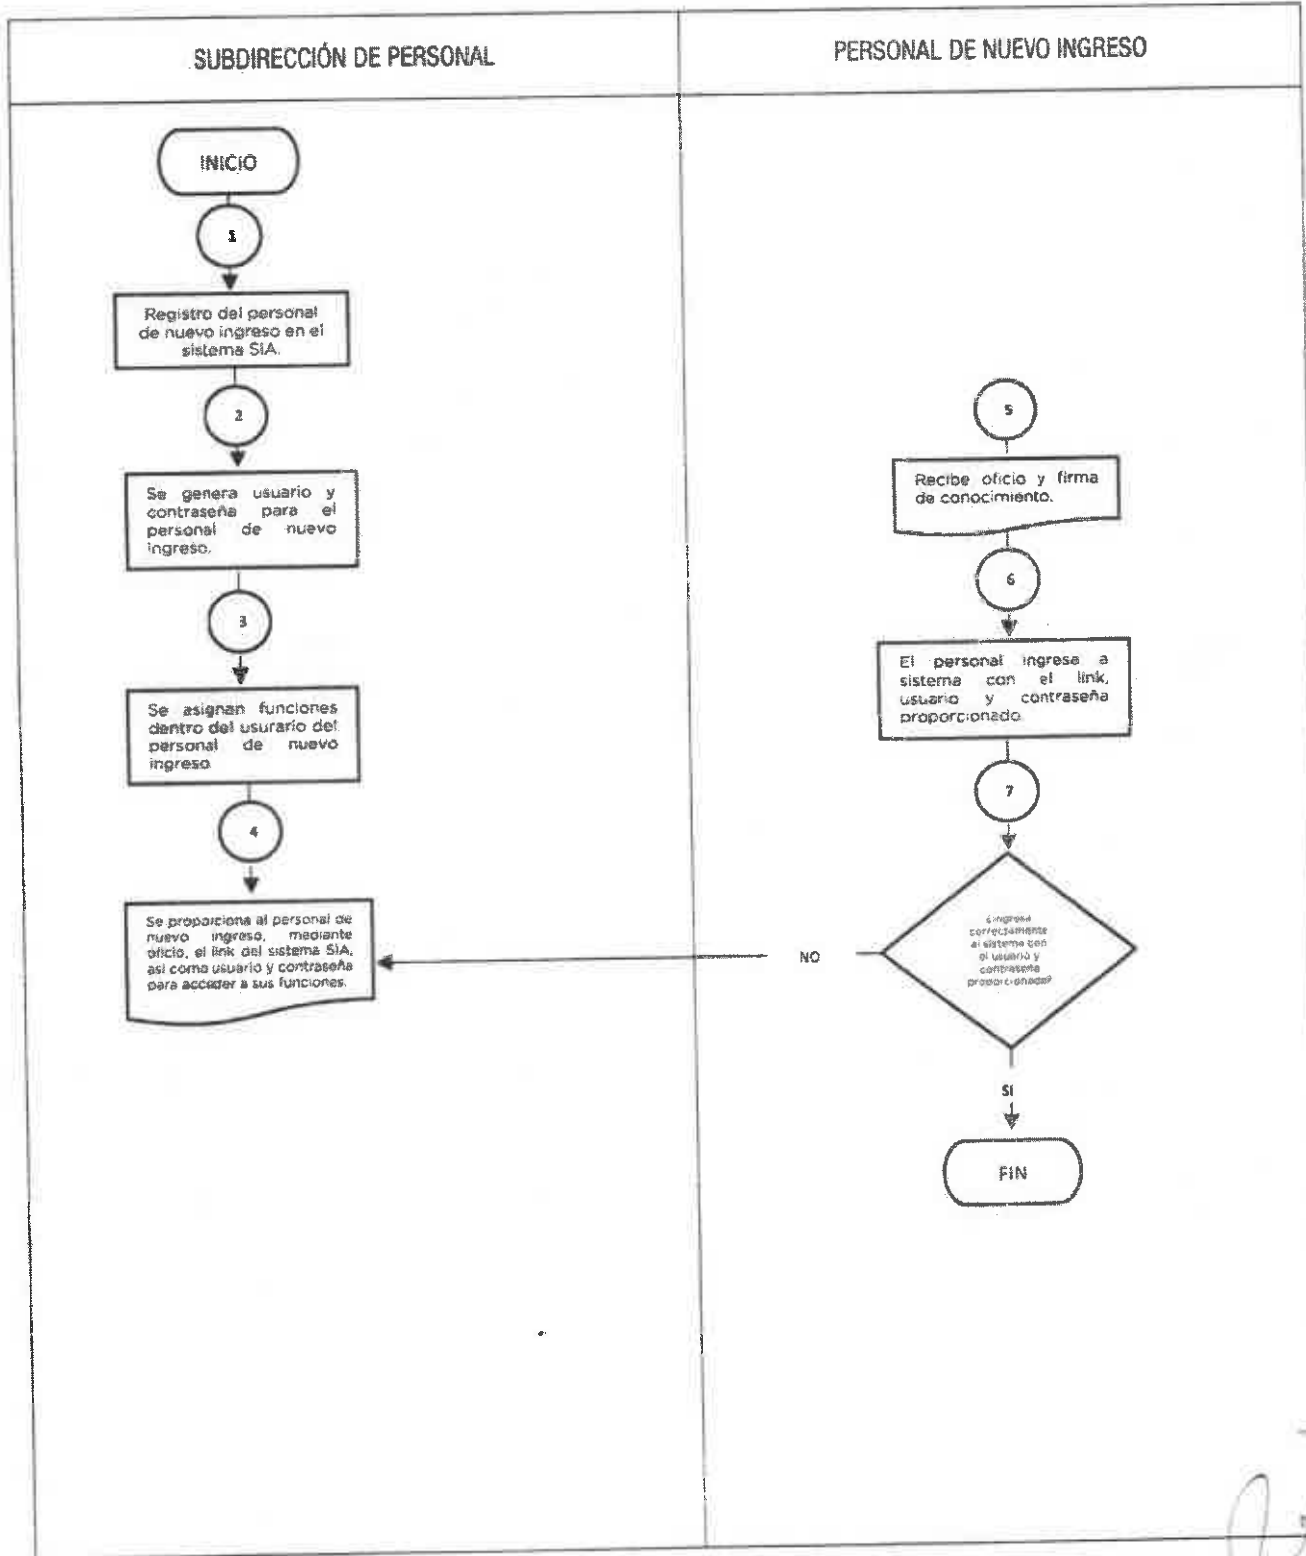 SUBDIRECCIÓN DE PERSONAL
PERSONAL DE NUEVO INGRESO
INICIO
1
Registro del personal
de nuevo ingreso en el
sistema SIA.
2
Se genera usuario y
contraseña para el
personal de nuevo
ingreso.
3
Se asignan funciones
dentro del usurario del
personal de nuevo
ingreso
4
Se proporciona al personal de
nuevo ingreso, mediante
oficio, el link del sistema SIA,
así como usuario y contraseña
para acceder a sus funciones.
5
Recibe oficio y firma
de conocimiento.
6
El personal ingresa a
sistema con el link,
usuario y contraseña
proporcionado.
7
¿Ingresa
correctamente
al sistema con
el usuario y
contraseña
proporcionada?
NO
SI
FIN